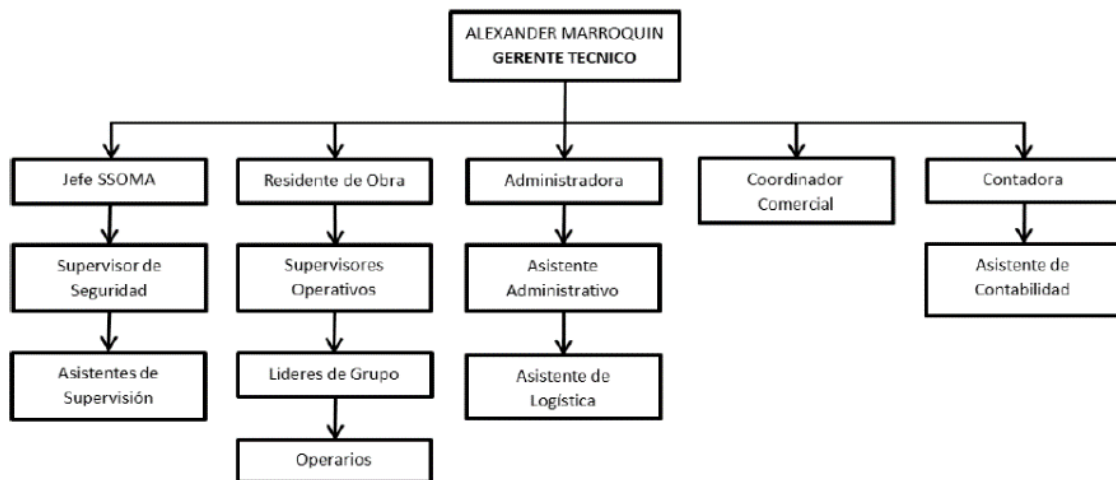 ALEXANDER MARROQUIN
GERENTE TECNICO
Jefe SSOMA
Residente de Obra
Administradora
Coordinador
Comercial
Contadora
Supervisor de
Seguridad
Supervisores
Operativos
Asistente
Administrativo
Asistente de
Contabilidad
Asistentes de
Supervisión
Lideres de Grupo
Asistente de
Logística
Operarios